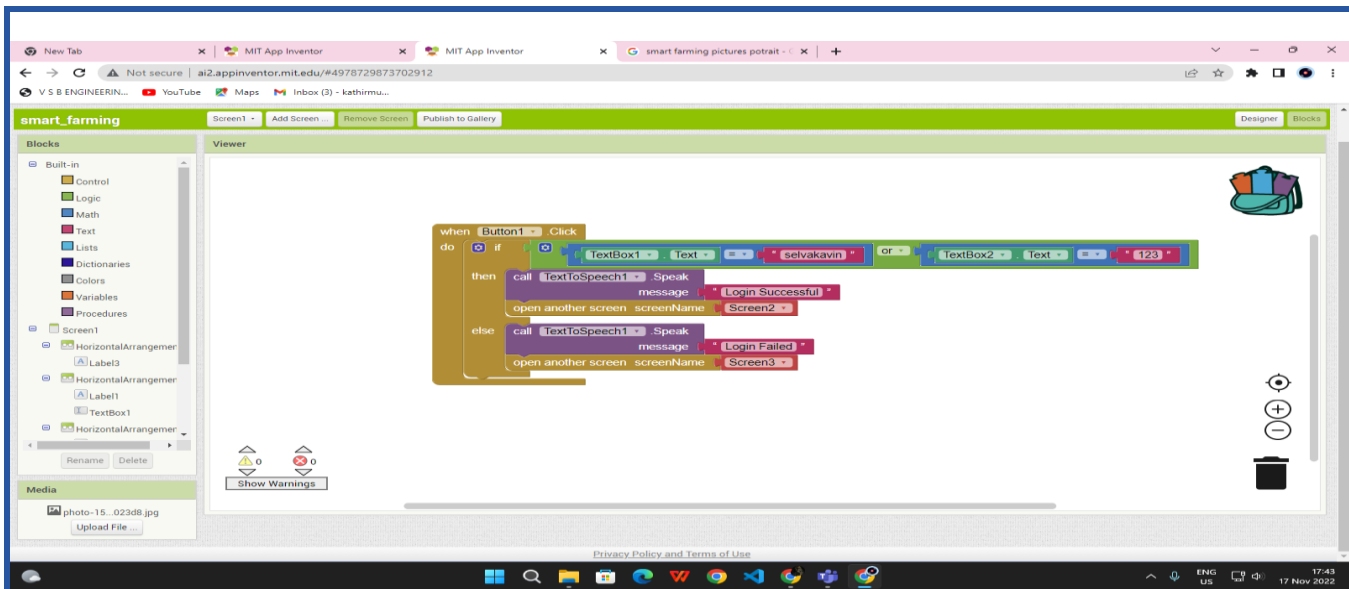 New Tab
MIT App Inventor
MIT App Inventor
smart farming pictures potrait - G
Not secure | ai2.appinventor.mit.edu/#4978729873702912
V S B ENGINEERIN...
YouTube
Maps
Inbox (3) - kathirmu...
smart_farming
Screen1
Add Screen ...
Remove Screen
Publish to Gallery
Designer
Blocks
Blocks
Viewer
Built-in
Control
Logic
Math
Text
Lists
Dictionaries
Colors
Variables
Procedures
Screen1
HorizontalArrangemer
Label3
HorizontalArrangemer
Label1
TextBox1
HorizontalArrangemer
Rename
Delete
Media
photo-15...023d8.jpg
Upload File ...
when Button1 .Click
do if TextBox1 . Text = " selvakavin " or TextBox2 . Text = " 123 "
then call TextToSpeech1 .Speak
message " Login Successful "
open another screen screenName Screen2
else call TextToSpeech1 .Speak
message " Login Failed "
open another screen screenName Screen3
0
0
Show Warnings
Privacy Policy and Terms of Use
ENG
US
17:43
17 Nov 2022